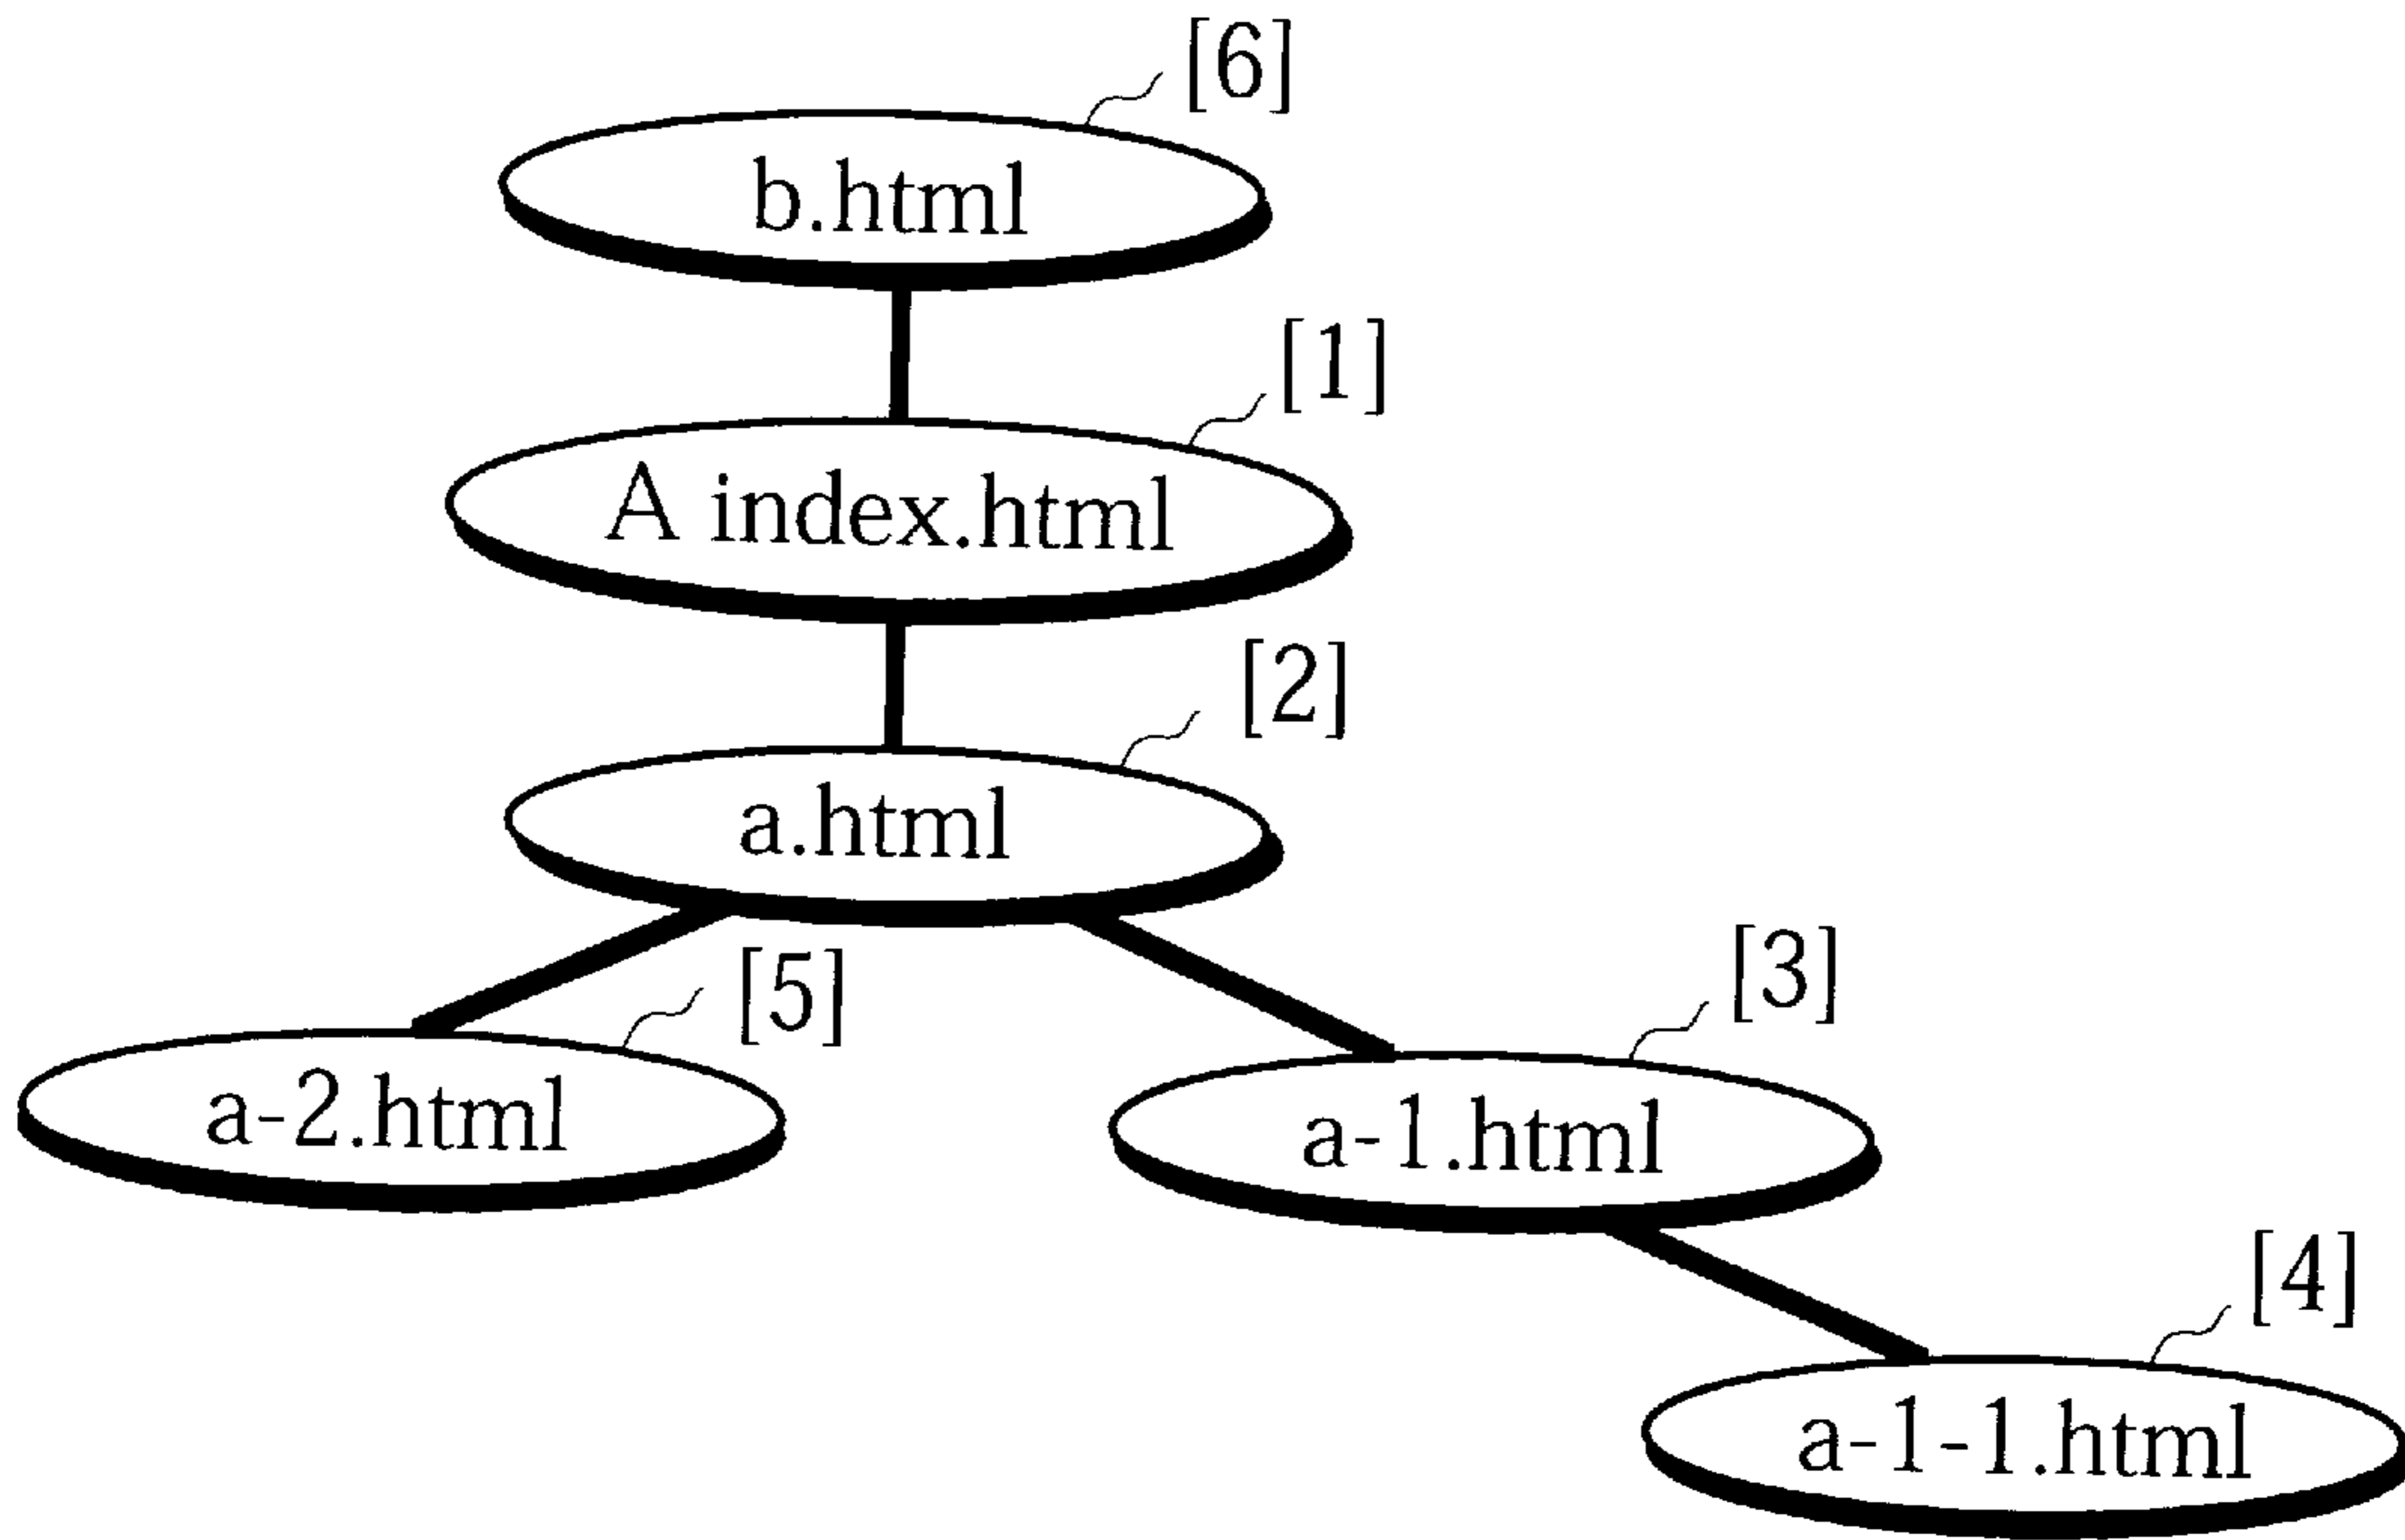 [6]
b.html
[1]
A index.html
[2]
a.html
[3]
[5]
a-2.html
a-1.html
[4]
a-1-1.html